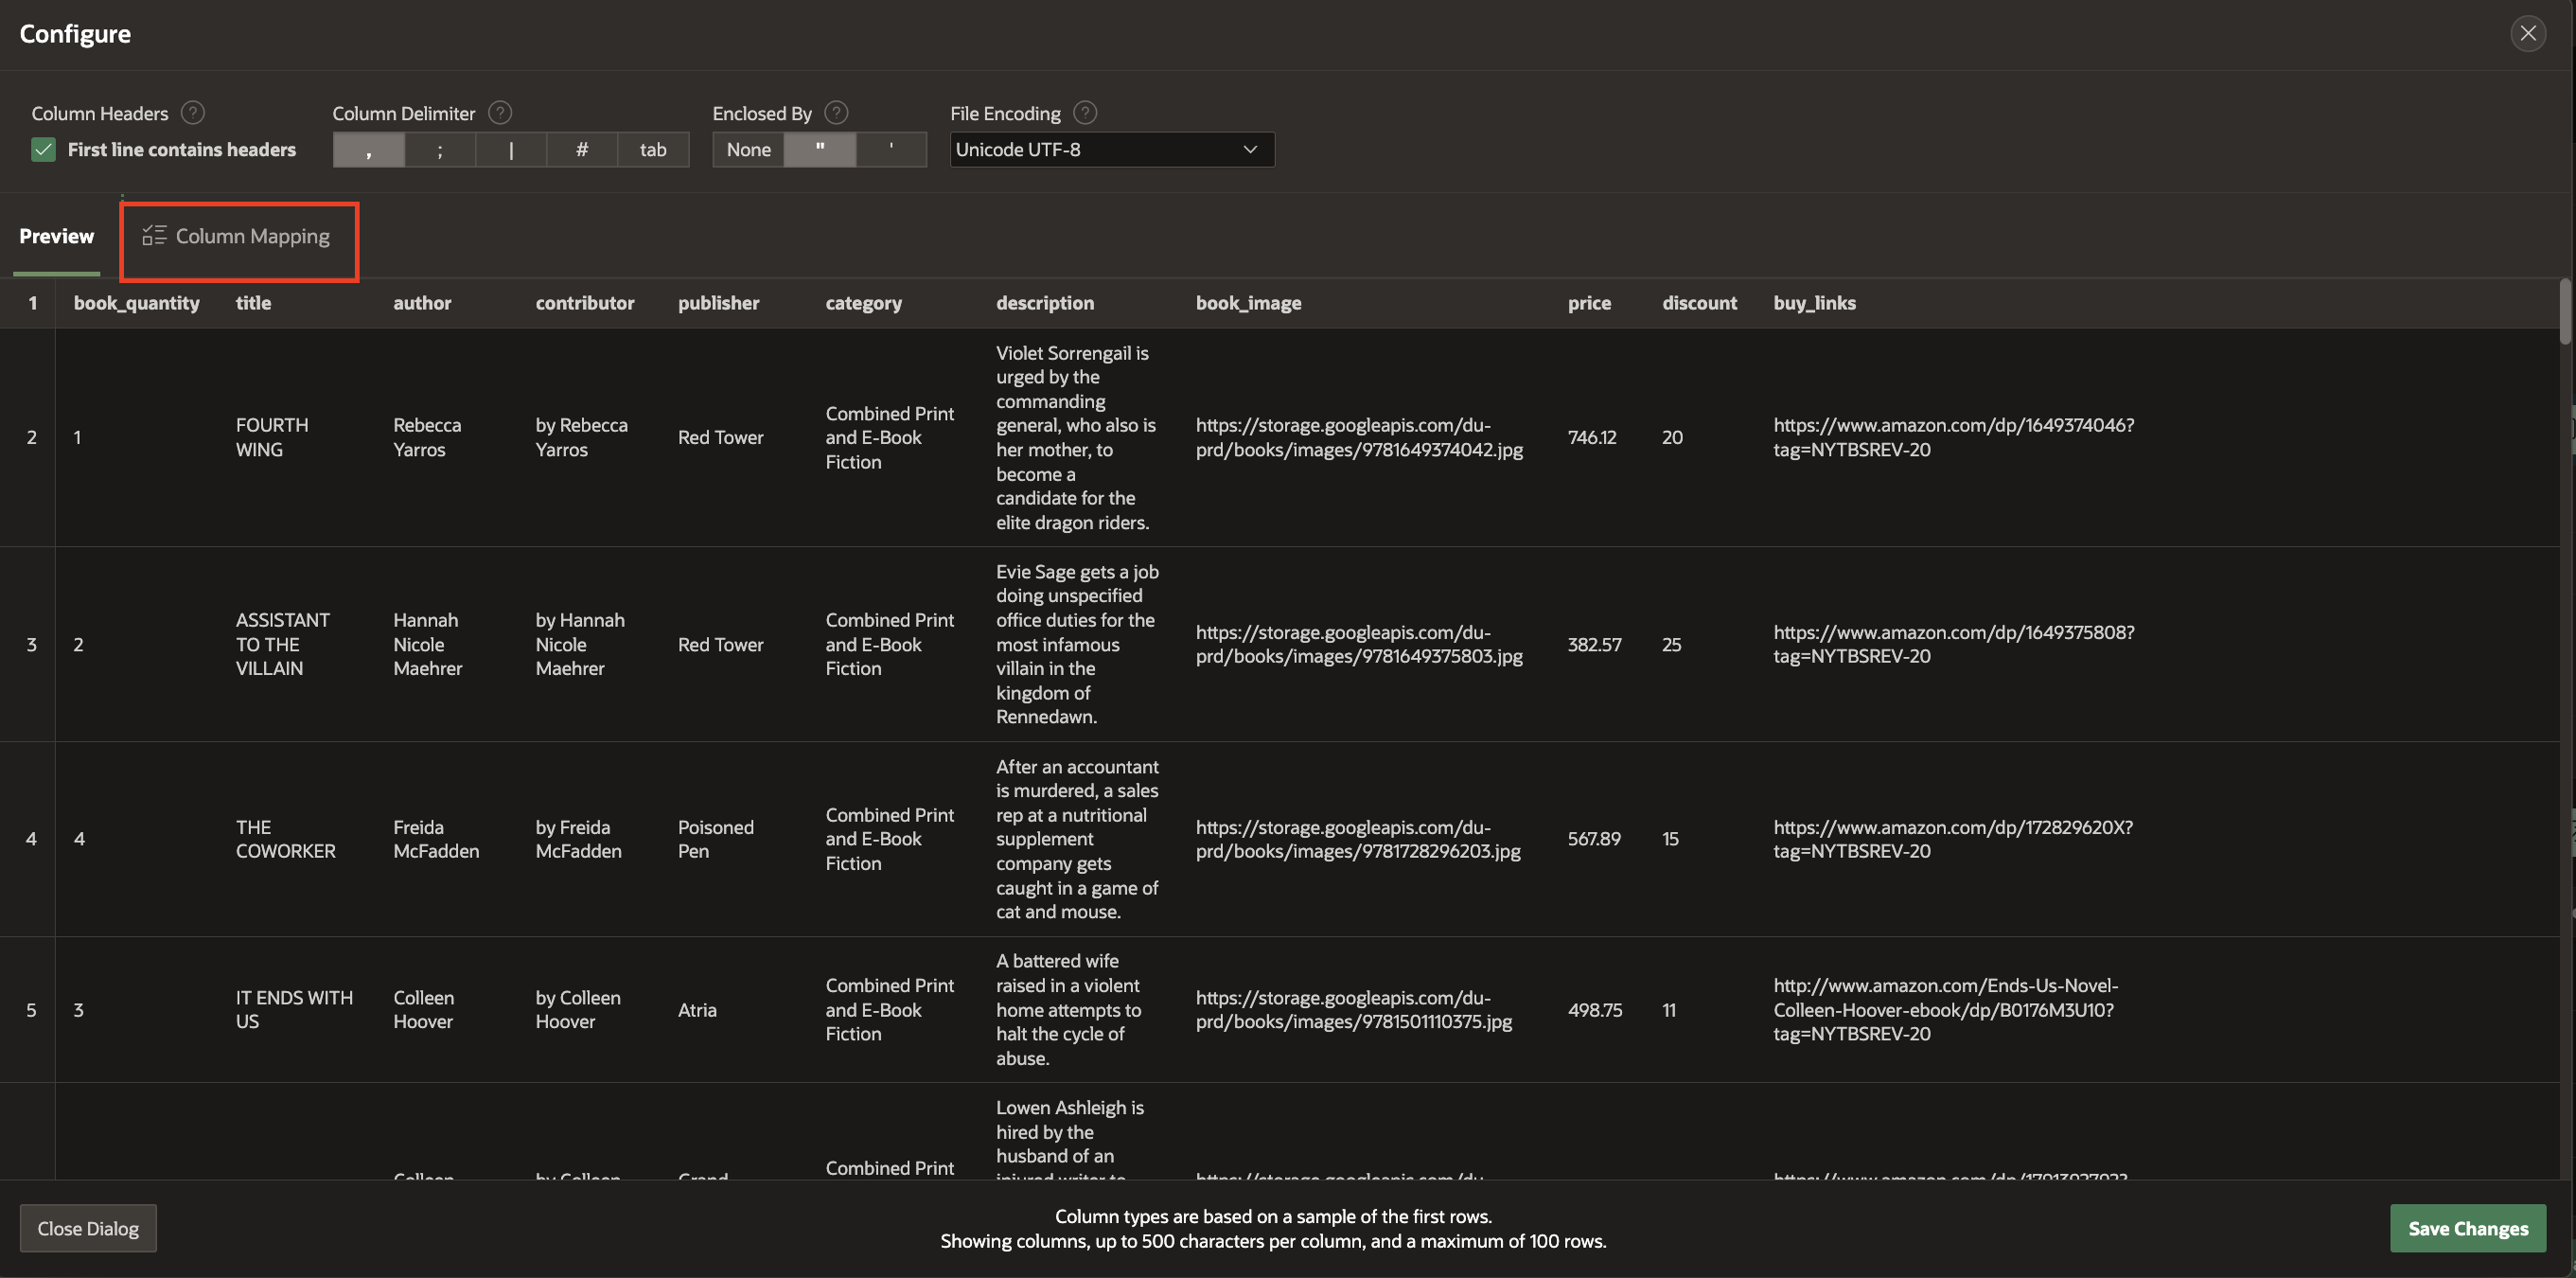 Configure
Column Headers ?
Column Delimiter ?
Enclosed By ?
File Encoding ?
First line contains headers
, ; | # tab
None " '
Unicode UTF-8
Preview
Column Mapping
1 book_quantity title author contributor publisher category description book_image price discount buy_links
2
1
FOURTH
WING
Rebecca
Yarros
by Rebecca
Yarros
Red Tower
Combined Print
and E-Book
Fiction
Violet Sorrengail is
urged by the
commanding
general, who also is
her mother, to
become a
candidate for the
elite dragon riders.
https://storage.googleapis.com/du-
prd/books/images/9781649374042.jpg
746.12
20
https://www.amazon.com/dp/1649374046?
tag=NYTBSREV-20
3
2
ASSISTANT
TO THE
VILLAIN
Hannah
Nicole
Maehrer
by Hannah
Nicole
Maehrer
Red Tower
Combined Print
and E-Book
Fiction
Evie Sage gets a job
doing unspecified
office duties for the
most infamous
villain in the
kingdom of
Rennedawn.
https://storage.googleapis.com/du-
prd/books/images/9781649375803.jpg
382.57
25
https://www.amazon.com/dp/1649375808?
tag=NYTBSREV-20
4
4
THE
COWORKER
Freida
McFadden
by Freida
McFadden
Poisoned
Pen
Combined Print
and E-Book
Fiction
After an accountant
is murdered, a sales
rep at a nutritional
supplement
company gets
caught in a game of
cat and mouse.
https://storage.googleapis.com/du-
prd/books/images/9781728296203.jpg
567.89
15
https://www.amazon.com/dp/172829620X?
tag=NYTBSREV-20
5
3
IT ENDS WITH
US
Colleen
Hoover
by Colleen
Hoover
Atria
Combined Print
and E-Book
Fiction
A battered wife
raised in a violent
home attempts to
halt the cycle of
abuse.
https://storage.googleapis.com/du-
prd/books/images/9781501110375.jpg
498.75
11
http://www.amazon.com/Ends-Us-Novel-
Colleen-Hoover-ebook/dp/B0176M3U10?
tag=NYTBSREV-20
Colleen
by Colleen
Grand
Combined Print
Lowen Ashleigh is
hired by the
husband of an
injured writer to
https://storage.googleapis.com/du-
Close Dialog
Column types are based on a sample of the first rows.
Showing columns, up to 500 characters per column, and a maximum of 100 rows.
Save Changes